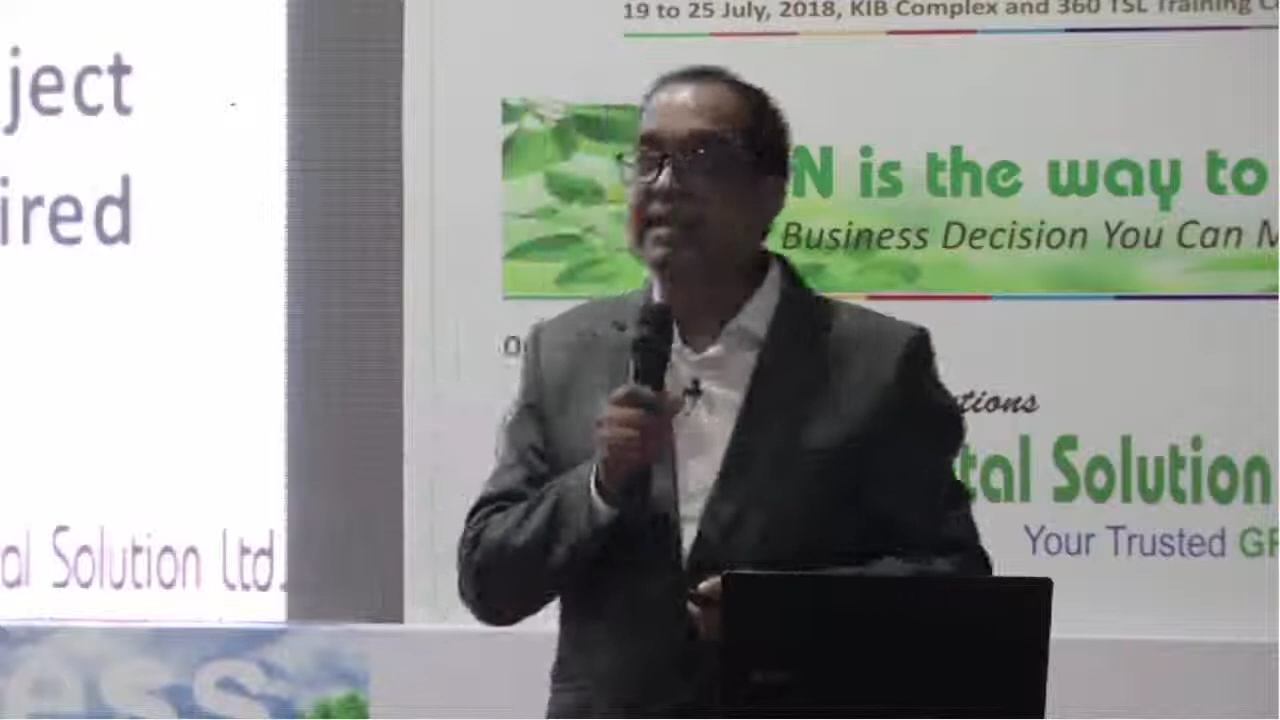 ject
ired
al Solution Ltd.
ess
19 to 25 July, 2018, KIB Complex and 360 TSL Training C
N is the way to
Business Decision You Can M
tions
tal Solution
Your Trusted GR